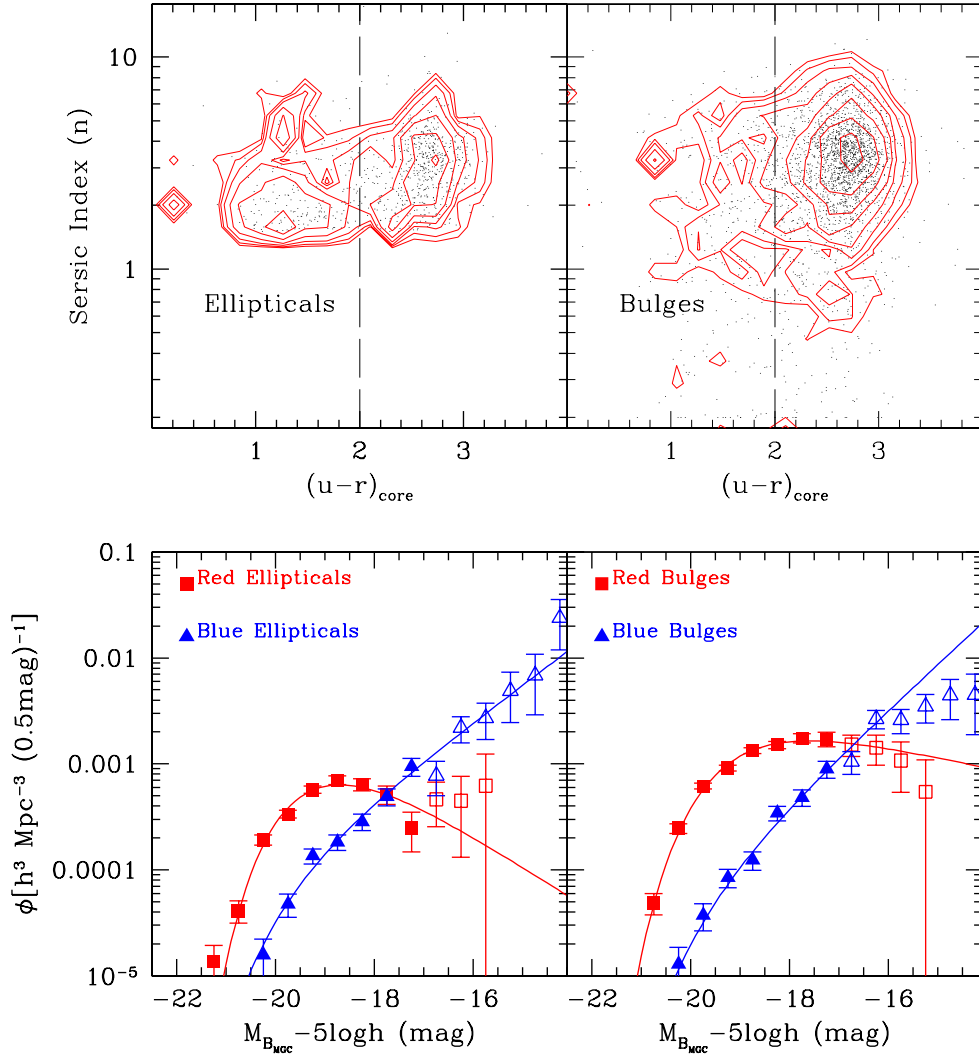 10
1
Sersic Index (n)
Ellipticals
Bulges
1
2
3
1
2
3
(u−r)core
(u−r)core
0.1
0.01
0.001
0.0001
10−5
ϕ[h³ Mpc−³ (0.5mag)−¹]
Red Ellipticals
Blue Ellipticals
Red Bulges
Blue Bulges
−22
−20
−18
−16
−22
−20
−18
−16
MBMGC−5logh (mag)
MBMGC−5logh (mag)